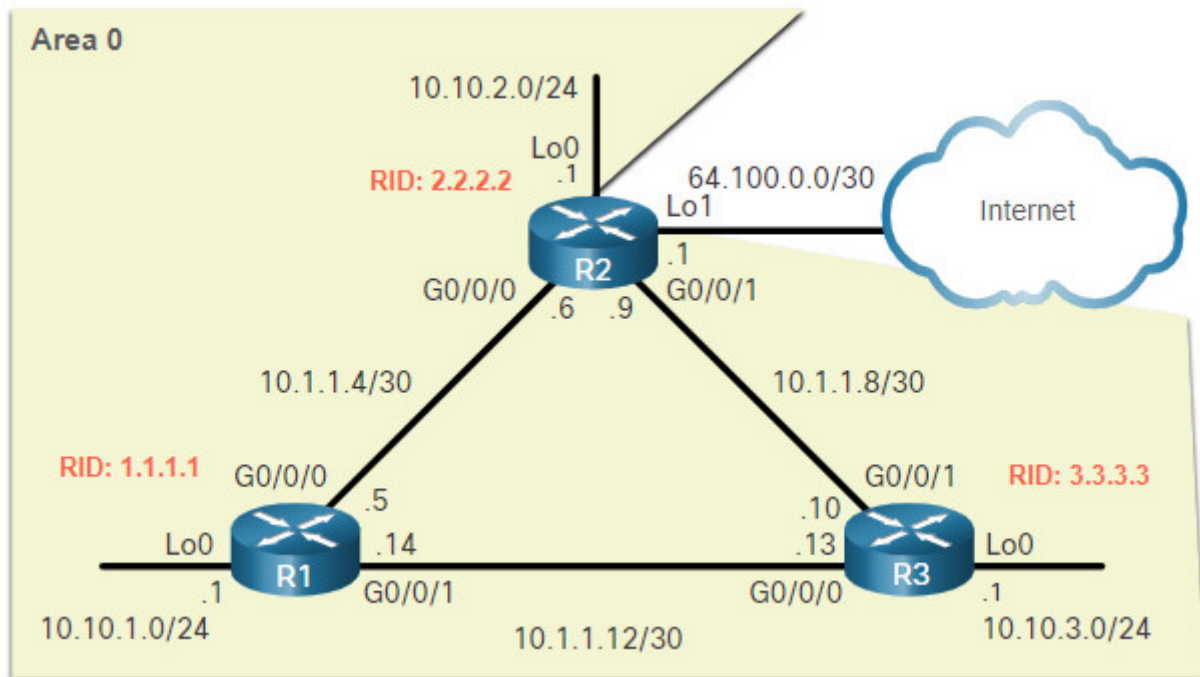 Area 0
10.10.2.0/24
Lo0
.1
RID: 2.2.2.2
64.100.0.0/30
Lo1
.1
Internet
R2
G0/0/0
.6
.9
G0/0/1
10.1.1.4/30
10.1.1.8/30
RID: 1.1.1.1
G0/0/0
.5
G0/0/1
.10
RID: 3.3.3.3
Lo0
.1
R1
.14
G0/0/1
.13
G0/0/0
R3
Lo0
.1
10.10.1.0/24
10.1.1.12/30
10.10.3.0/24